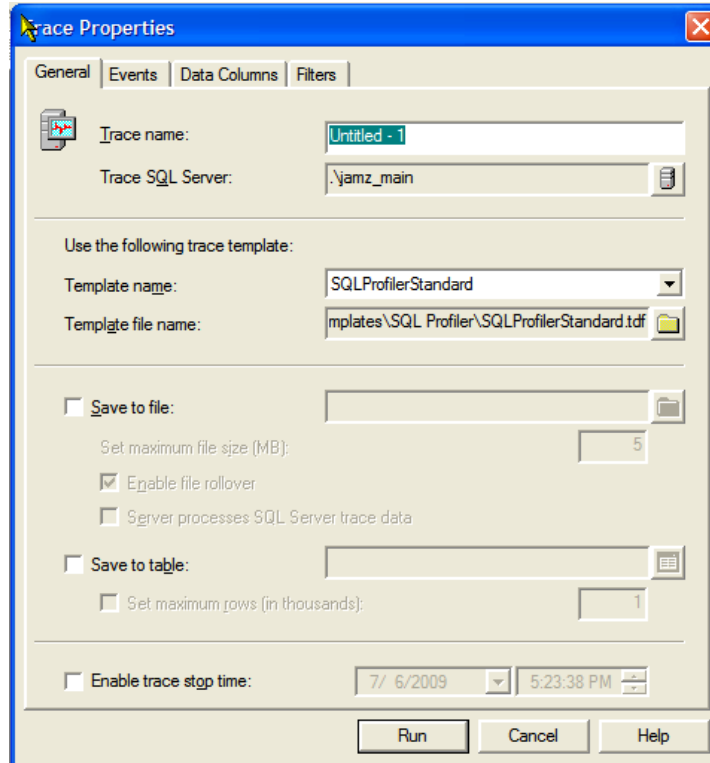 Trace Properties
General Events Data Columns Filters
Trace name: Untitled - 1
Trace SQL Server: .\jamz_main
Use the following trace template:
Template name: SQLProfilerStandard
Template file name: mplates\SQL Profiler\SQLProfilerStandard.tdf
Save to file:
Set maximum file size (MB): 5
Enable file rollover
Server processes SQL Server trace data
Save to table:
Set maximum rows (in thousands): 1
Enable trace stop time: 7/ 6/2009 5:23:38 PM
Run Cancel Help